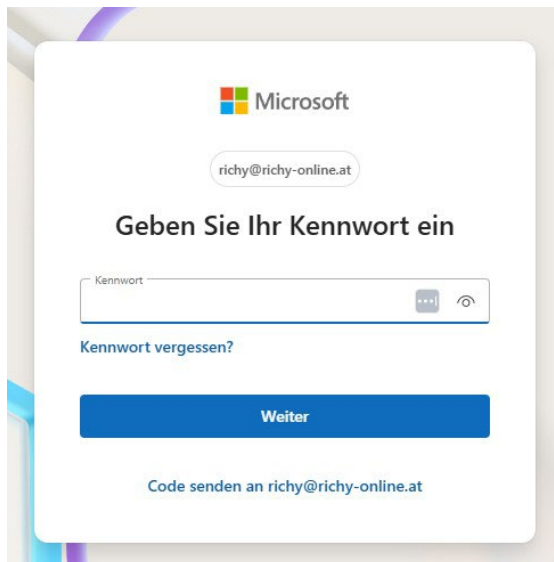 Microsoft
richy@richy-online.at
Geben Sie Ihr Kennwort ein
Kennwort
Kennwort vergessen?
Weiter
Code senden an richy@richy-online.at